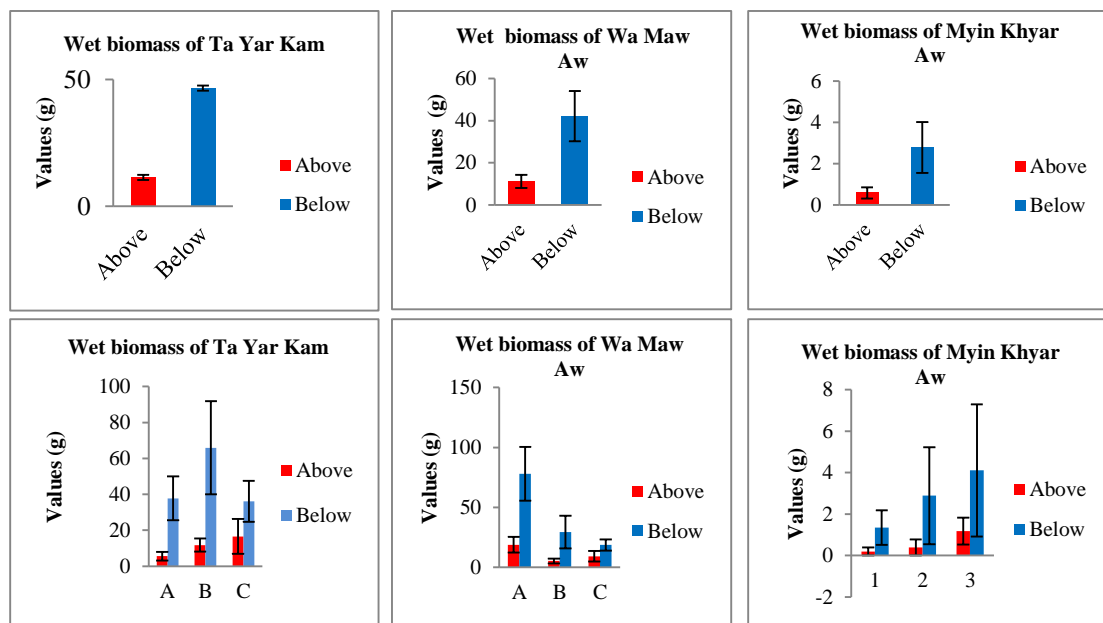 Wet biomass of Ta Yar Kam
50
0
Values (g)
Above
Below
Above
Below
Wet biomass of Wa Maw
Aw
60
40
20
0
Values (g)
Above
Below
Above
Below
Wet biomass of Myin Khyar
Aw
6
4
2
0
Values (g)
Above
Below
Above
Below
Wet biomass of Ta Yar Kam
100
80
60
40
20
0
Values (g)
A B C
Above
Below
Wet biomass of Wa Maw
Aw
150
100
50
0
Values (g)
A B C
Above
Below
Wet biomass of Myin Khyar
Aw
8
6
4
2
0
-2
Values (g)
1 2 3
Above
Below